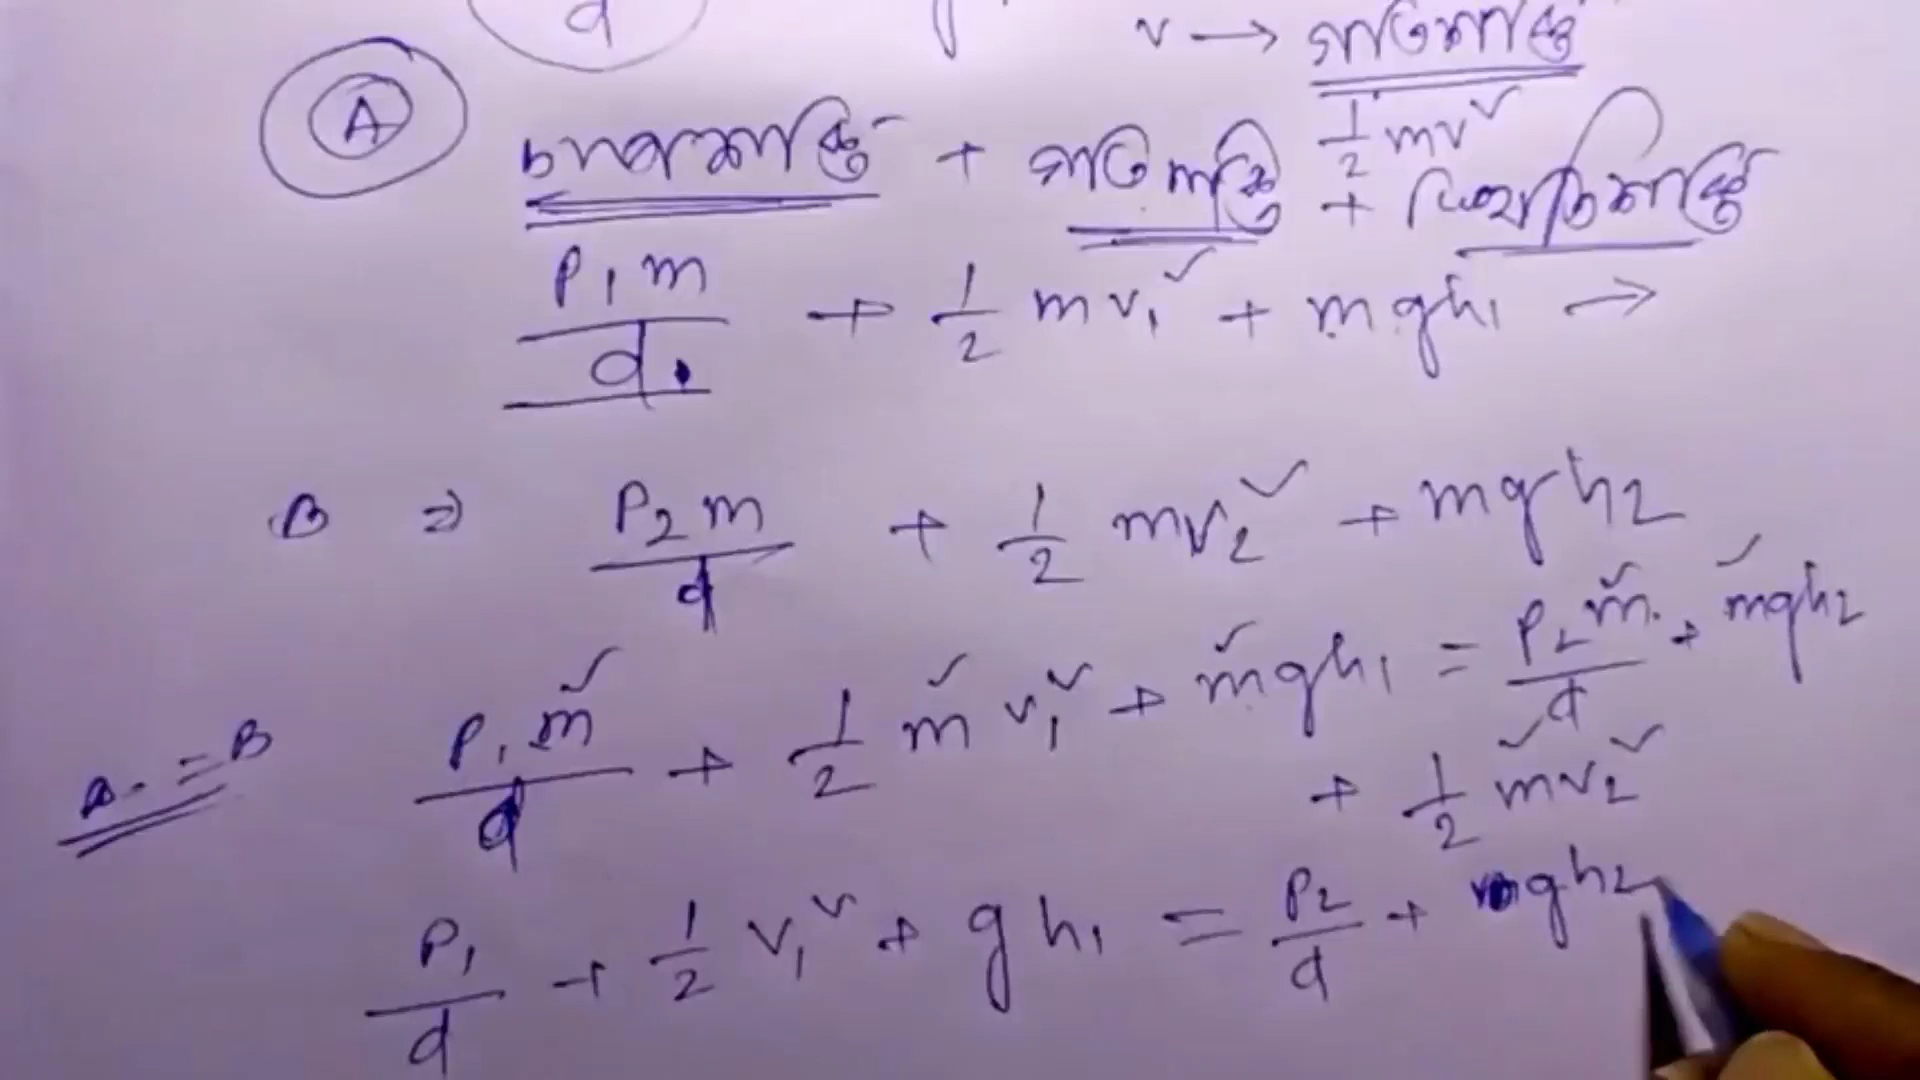 d
v → গতিশক্তি
½ mv²
(A) চাপশক্তি + গতিশক্তি + স্থিতিশক্তি
P₁m/d + ½ mv₁² + mgh₁ →
B ⇒ P₂m/d + ½ mv₂² + mgh₂
A = B P₁m/d + ½ mv₁² + mgh₁ = P₂m/d + mgh₂
+ ½ mv₂²
P₁/d + ½ v₁² + gh₁ = P₂/d + gh₂